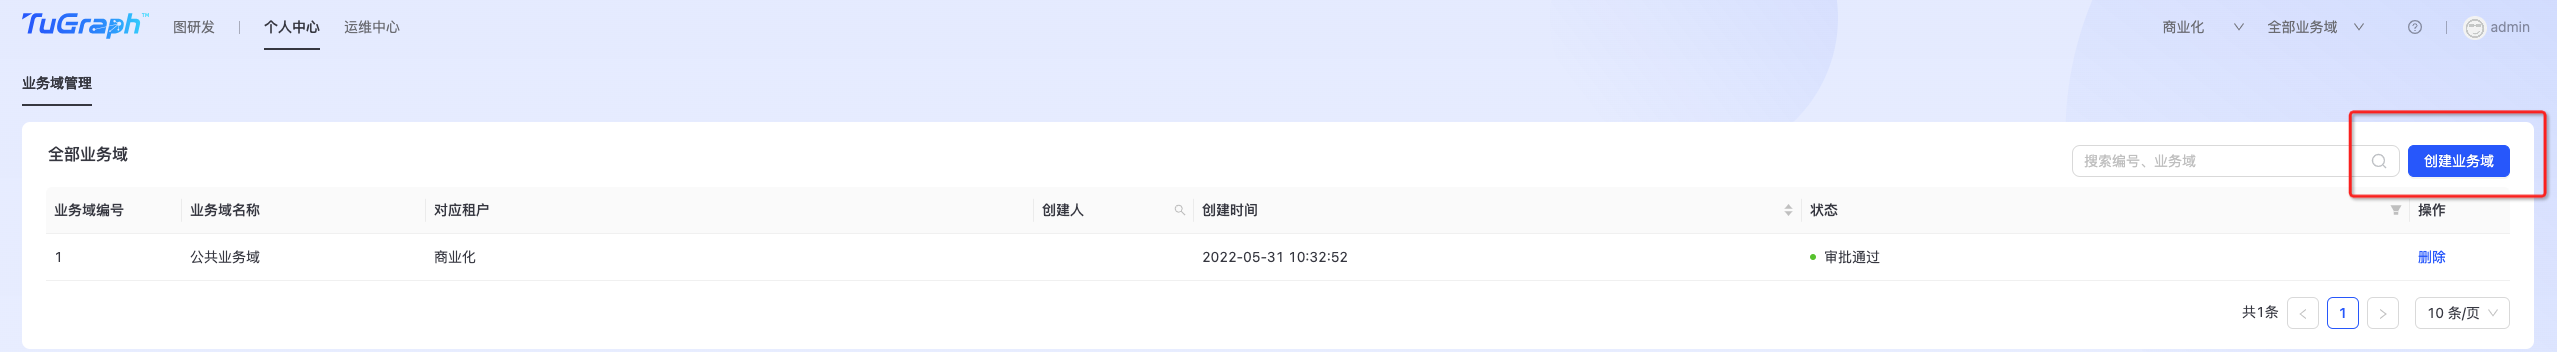 TuGraph™ 图研发 个人中心 运维中心 商业化 全部业务域 admin
业务域管理
全部业务域
搜索编号、业务域 创建业务域
业务域编号 业务域名称 对应租户 创建人 创建时间 状态 操作
1 公共业务域 商业化 2022-05-31 10:32:52 审批通过 删除
共1条 < 1 > 10 条/页